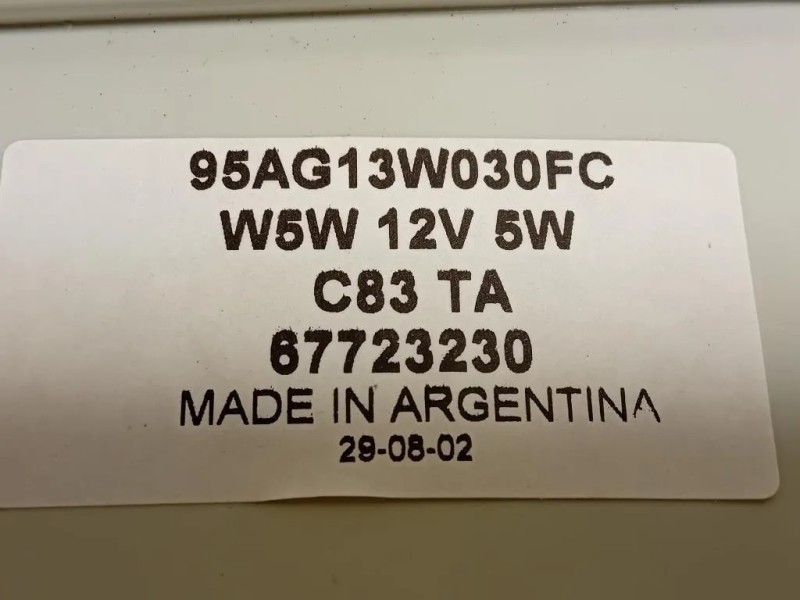 95AG13W030FC
W5W 12V 5W
C83 TA
67723230
MADE IN ARGENTINA
29-08-02